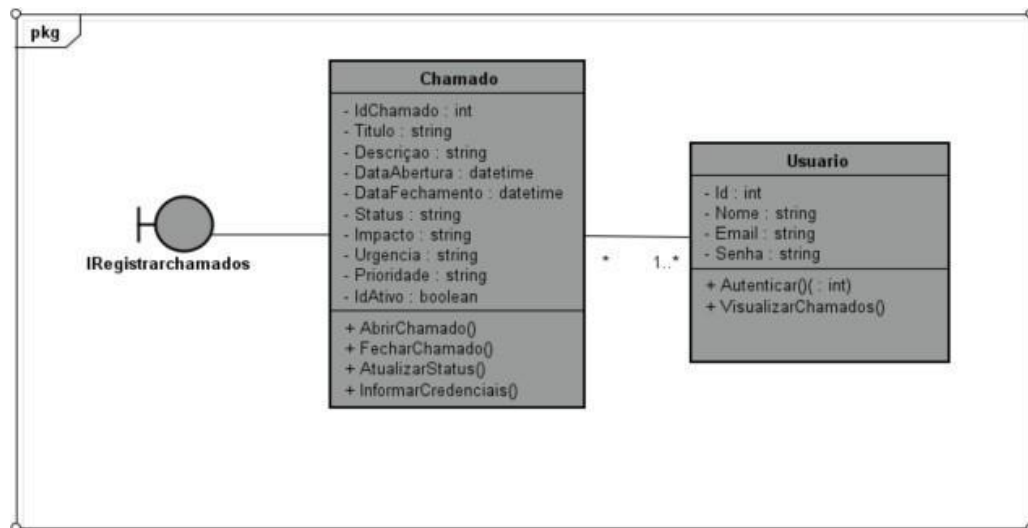 pkg
IRegistrarchamados
Chamado
- IdChamado : int
- Titulo : string
- Descriçao : string
- DataAbertura : datetime
- DataFechamento : datetime
- Status : string
- Impacto : string
- Urgencia : string
- Prioridade : string
- IdAtivo : boolean
+ AbrirChamado()
+ FecharChamado()
+ AtualizarStatus()
+ InformarCredenciais()
* 1..*
Usuario
- Id : int
- Nome : string
- Email : string
- Senha : string
+ Autenticar()( : int)
+ VisualizarChamados()